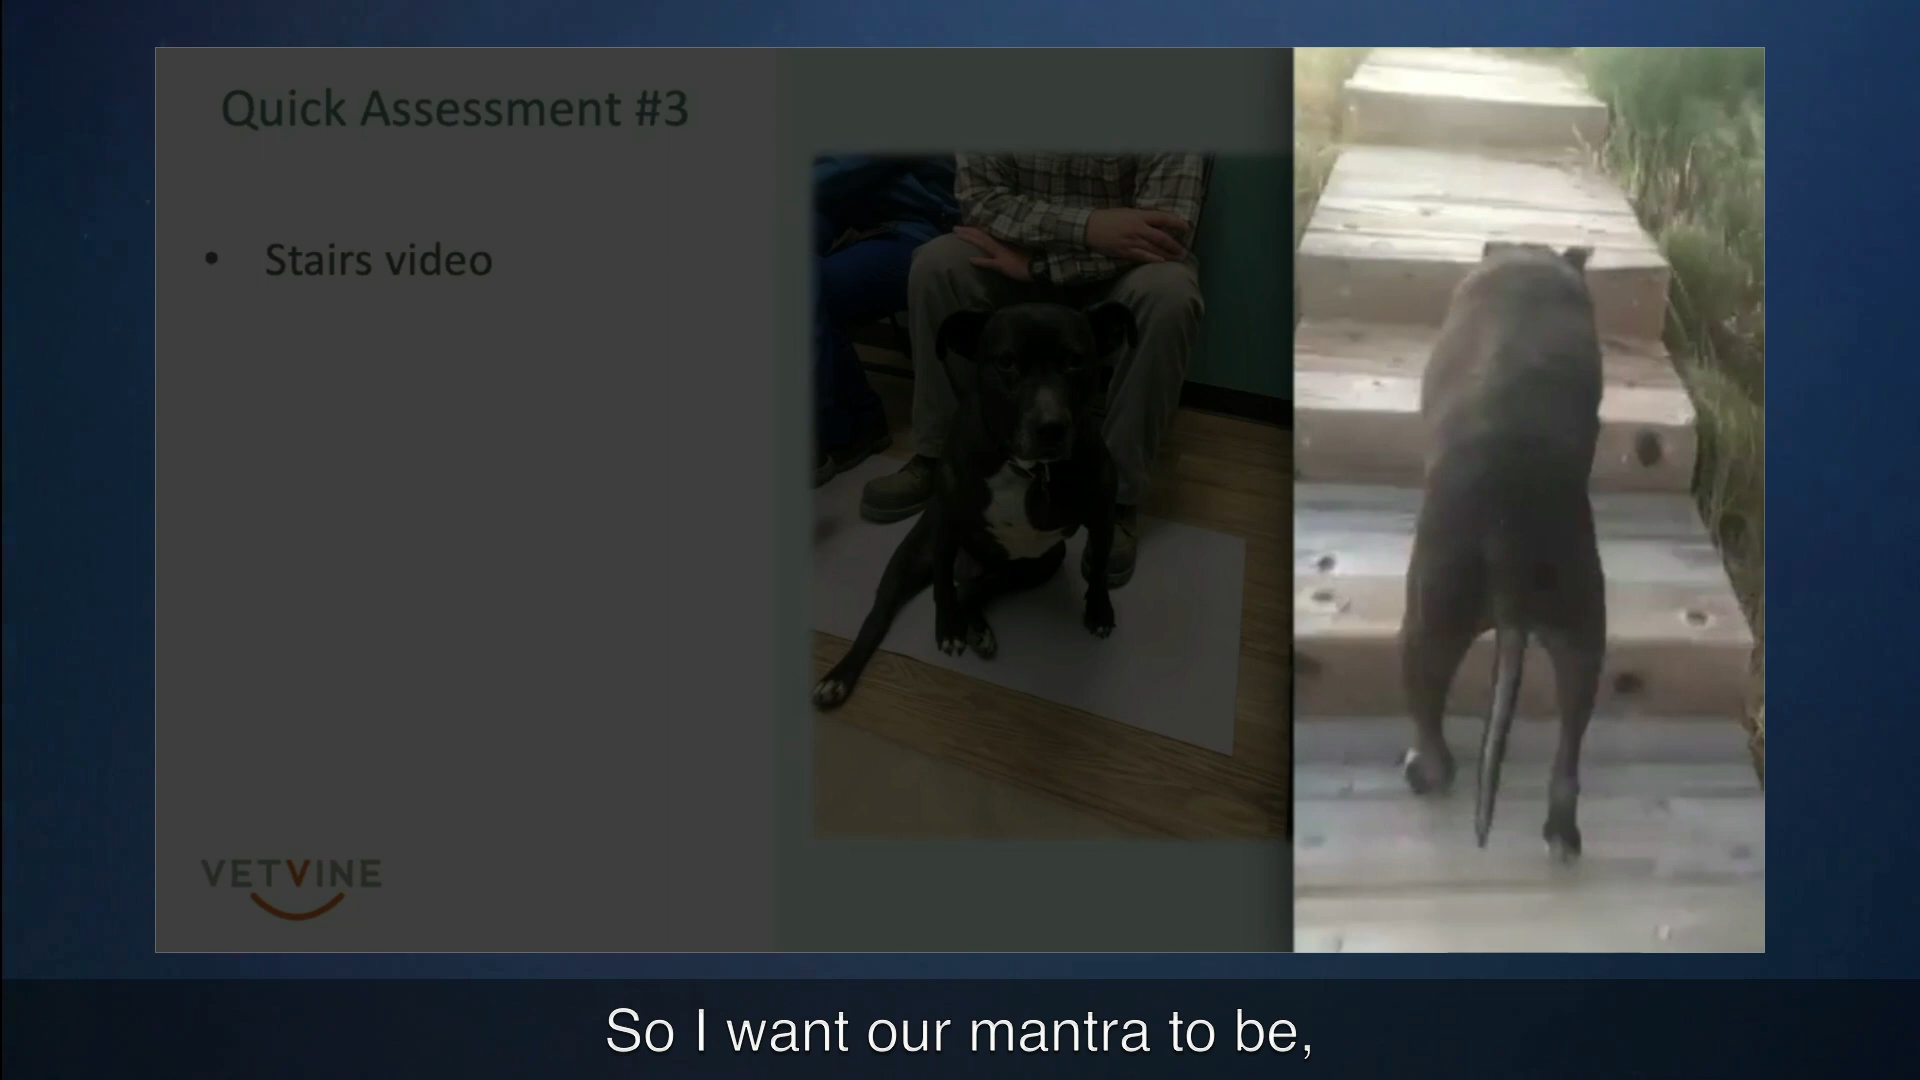 Quick Assessment #3
• Stairs video
VETVINE
So I want our mantra to be,